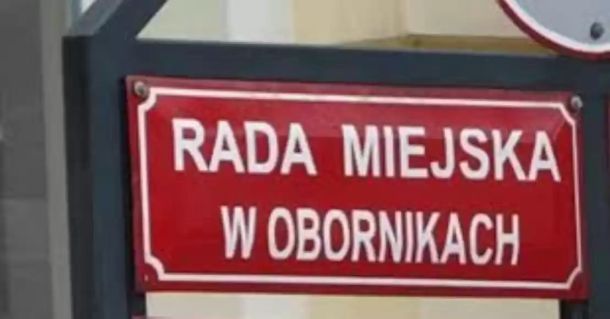 RADA MIEJSKA
W OBORNIKACH